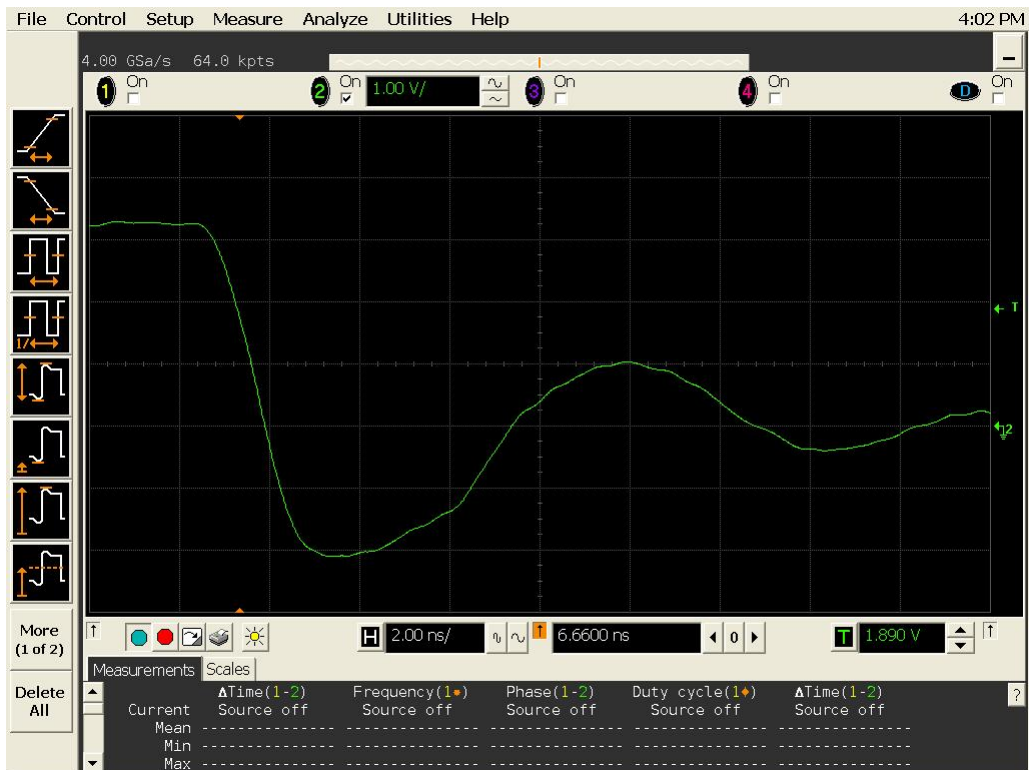 File Control Setup Measure Analyze Utilities Help 4:02 PM
4.00 GSa/s 64.0 kpts
1 On 2 On 1.00 V/ 3 On 4 On D On
T
2
1/
More
(1 of 2)
Delete
All
H 2.00 ns/ 6.6600 ns 0 T 1.890 V
Measurements Scales
ΔTime(1-2) Frequency(1) Phase(1-2) Duty cycle(1) ΔTime(1-2) ?
Current Source off Source off Source off Source off Source off
Mean -------------- -------------- -------------- -------------- --------------
Min -------------- -------------- -------------- -------------- --------------
Max -------------- -------------- -------------- -------------- --------------